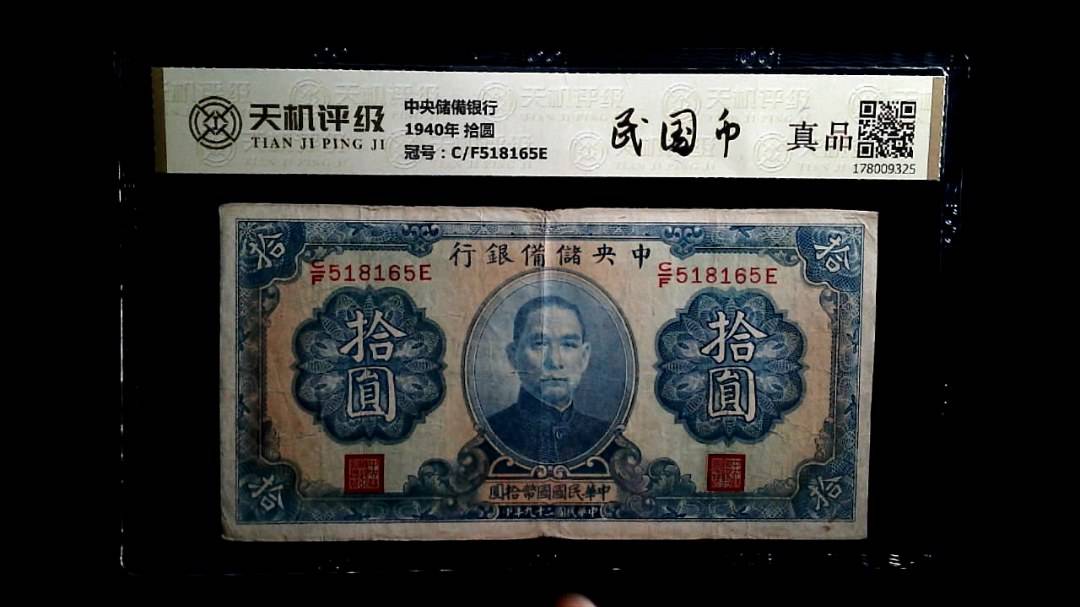 天机评级
TIAN JI PING JI
中央储備银行
1940年 拾圆
冠号：C/F518165E
民国币
真品
178009325
行銀備儲央中
C/F518165E
C/F518165E
拾
拾
拾圓
拾圓
圓拾幣國國民華中
拾
拾